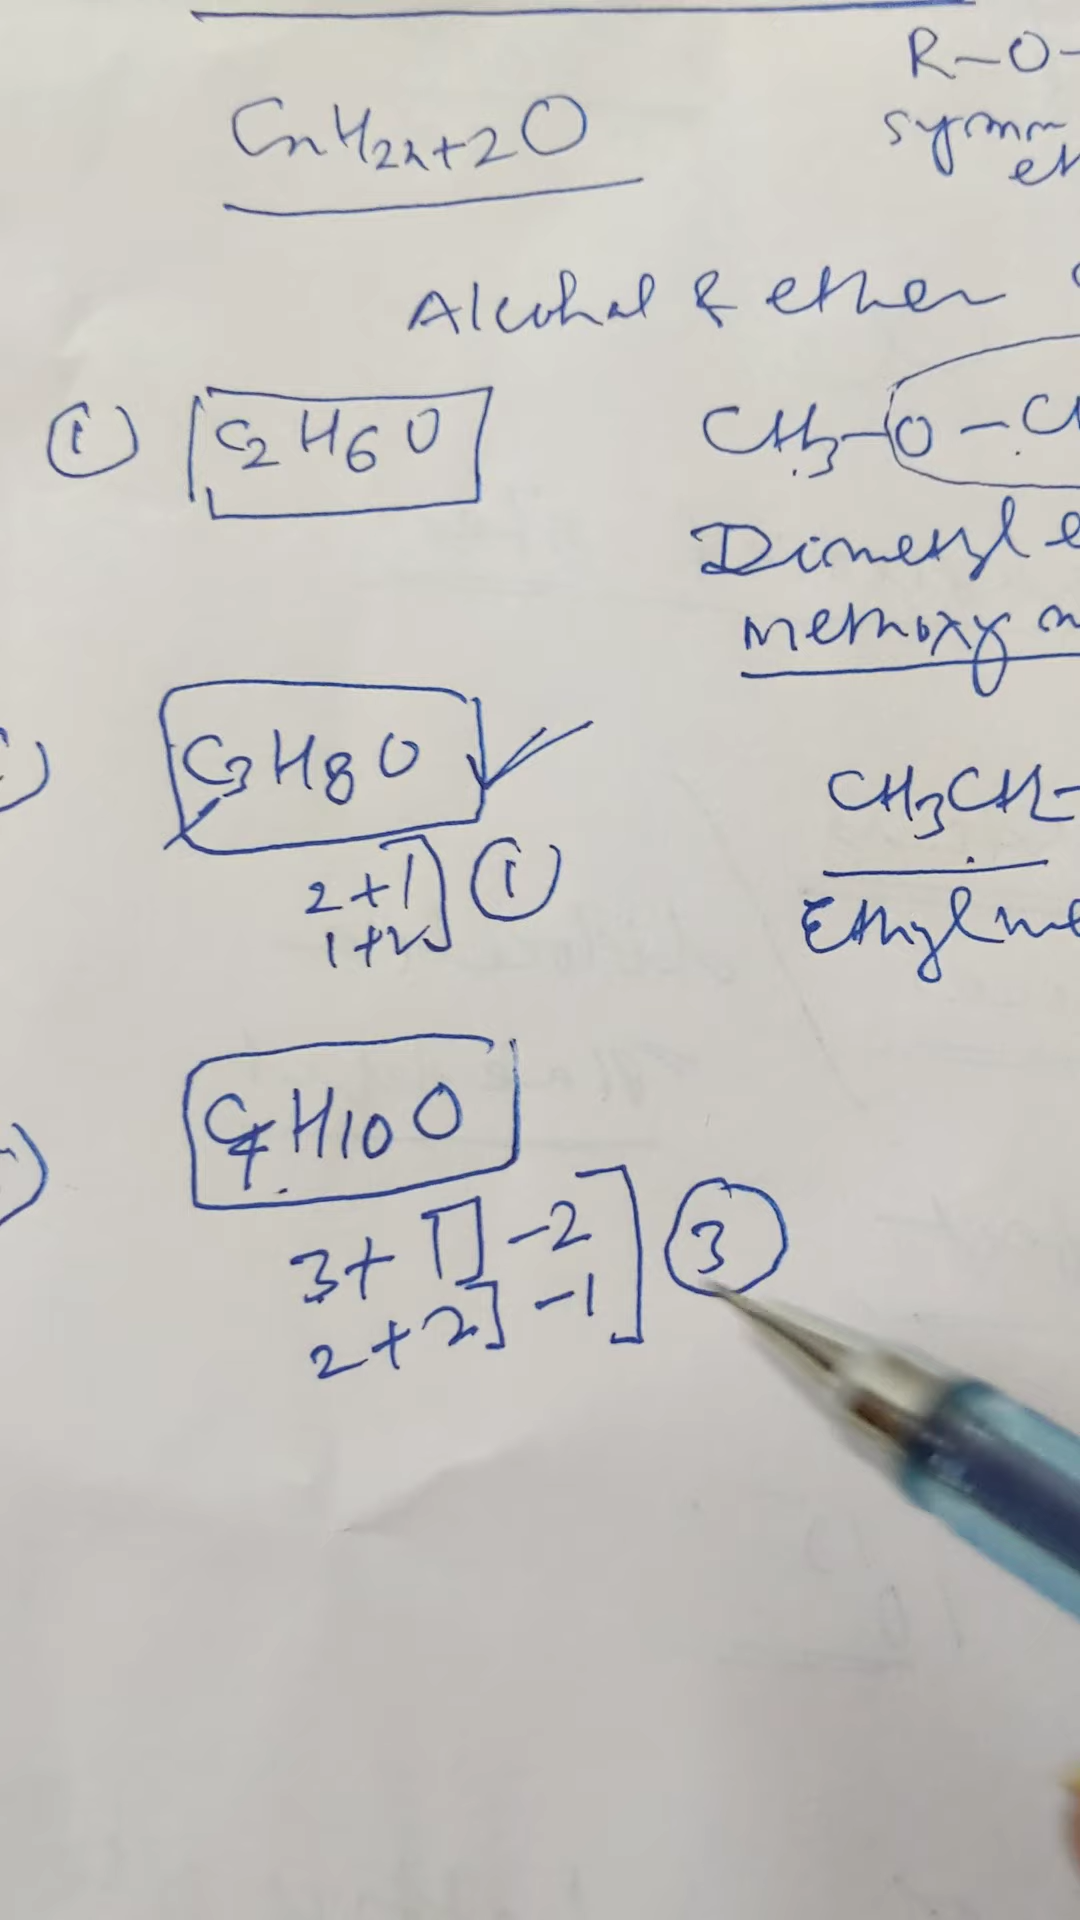 R-O-
CnH2n+2O
symm
Alcohal & ether
① C2H6O
CH3-O-C
Dimethyl e
methoxy
C3H8O
CH3CH2-
2+1 ①
1+2
Ethylme
C4H10O
3+1]-2
3
2+2]-1